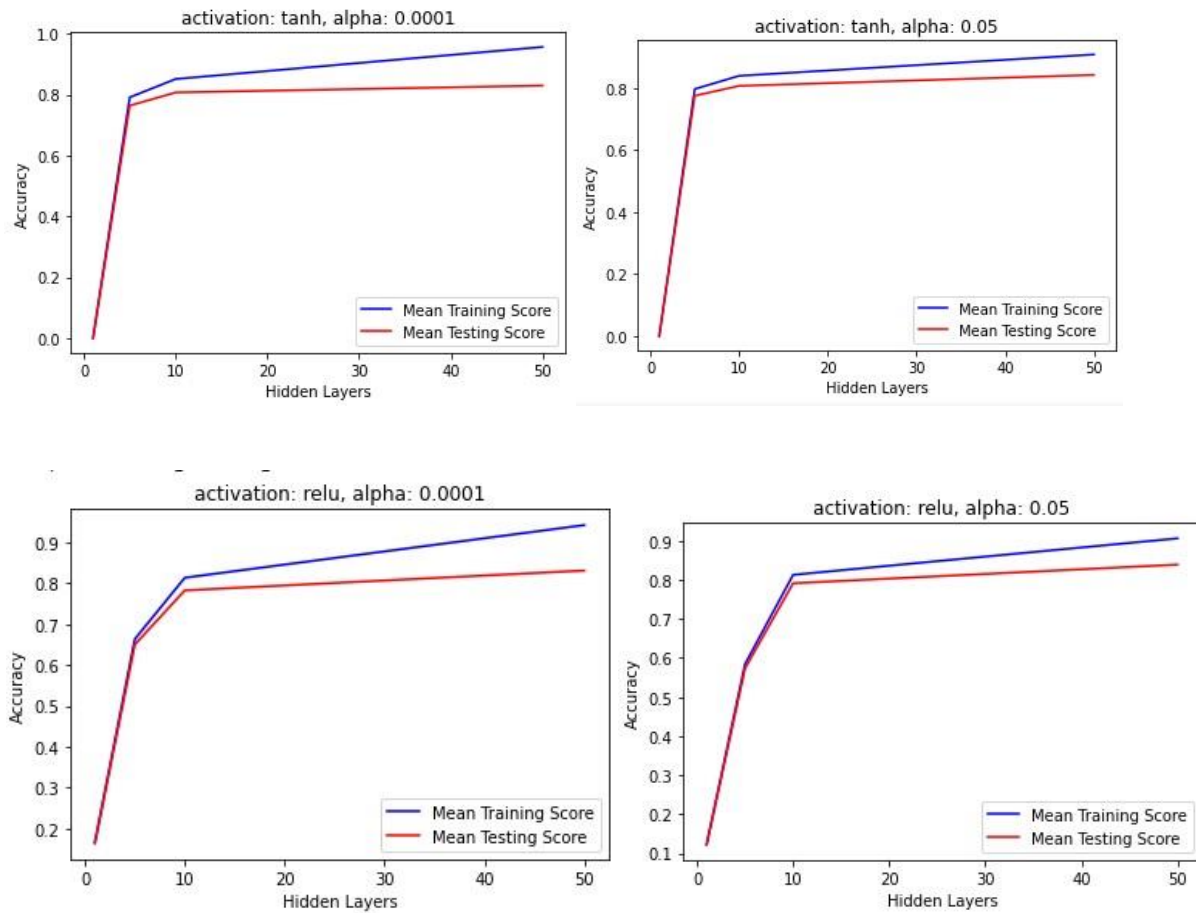 activation: tanh, alpha: 0.0001
1.0
0.8
0.6
0.4
0.2
0.0
Accuracy
Mean Training Score
Mean Testing Score
0 10 20 30 40 50
Hidden Layers
activation: tanh, alpha: 0.05
0.8
0.6
0.4
0.2
0.0
Accuracy
Mean Training Score
Mean Testing Score
0 10 20 30 40 50
Hidden Layers
activation: relu, alpha: 0.0001
0.9
0.8
0.7
0.6
0.5
0.4
0.3
0.2
Accuracy
Mean Training Score
Mean Testing Score
0 10 20 30 40 50
Hidden Layers
activation: relu, alpha: 0.05
0.9
0.8
0.7
0.6
0.5
0.4
0.3
0.2
0.1
Accuracy
Mean Training Score
Mean Testing Score
0 10 20 30 40 50
Hidden Layers